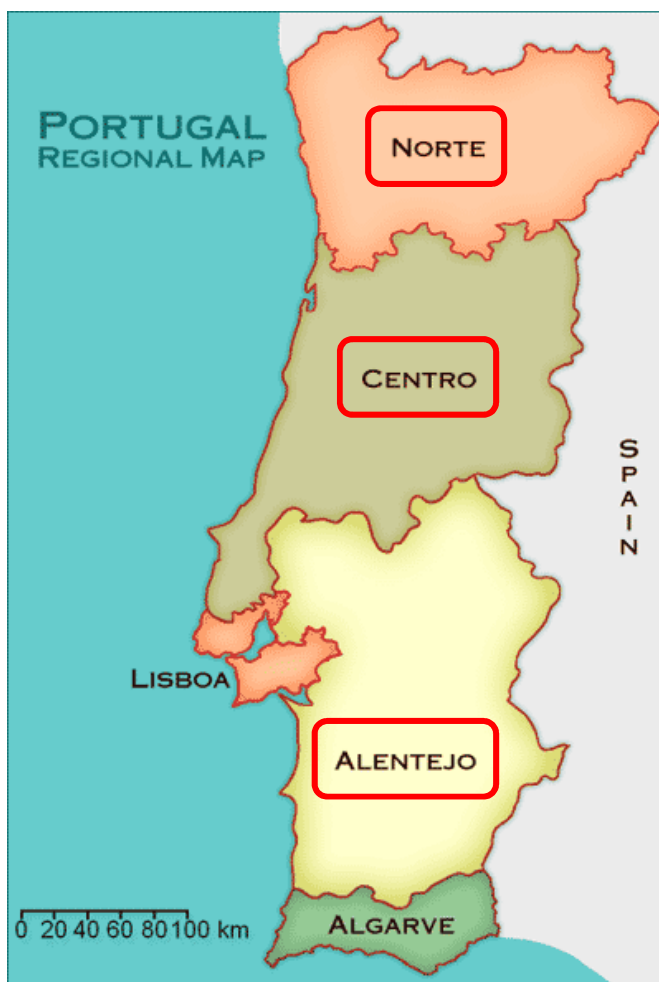 PORTUGAL
REGIONAL MAP
NORTE
CENTRO
SPAIN
LISBOA
ALENTEJO
ALGARVE
0 20 40 60 80 100 km